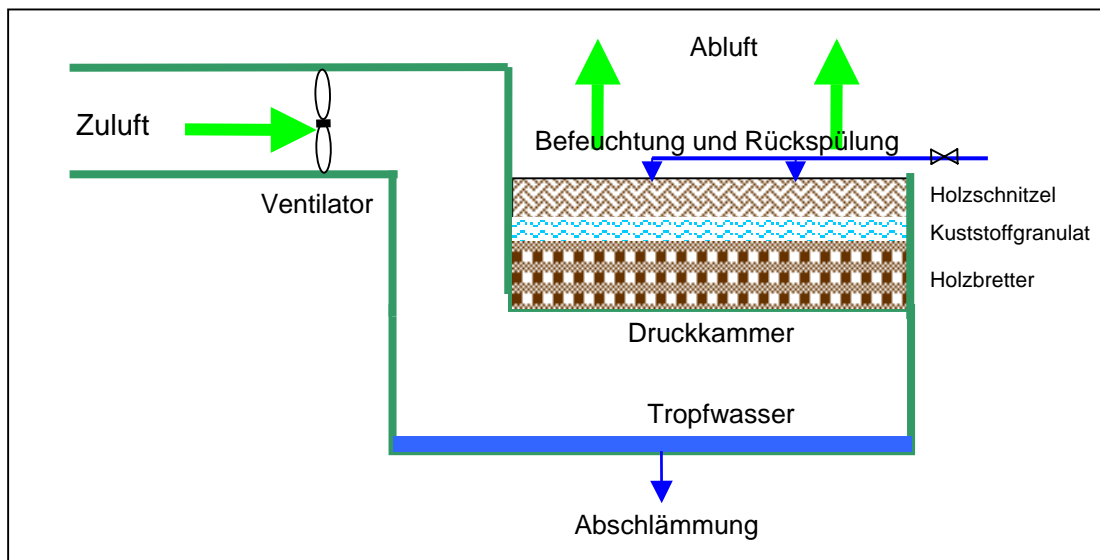 Abluft
Zuluft
Befeuchtung und Rückspülung
Ventilator
Holzschnitzel
Kuststoffgranulat
Holzbretter
Druckkammer
Tropfwasser
Abschlämmung